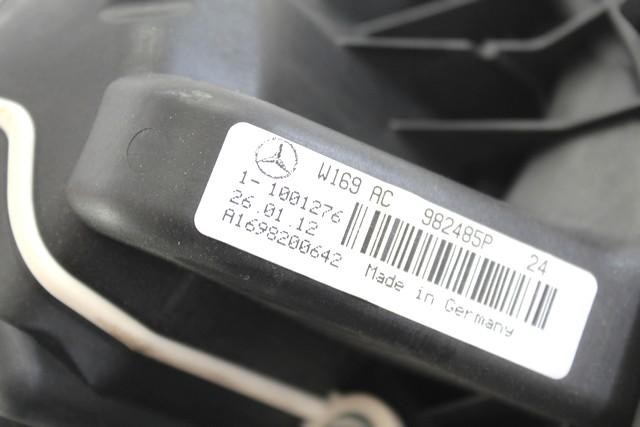 W169 AC 982485P 24
1-1001276
26.01.12
A1698200642
Made in Germany